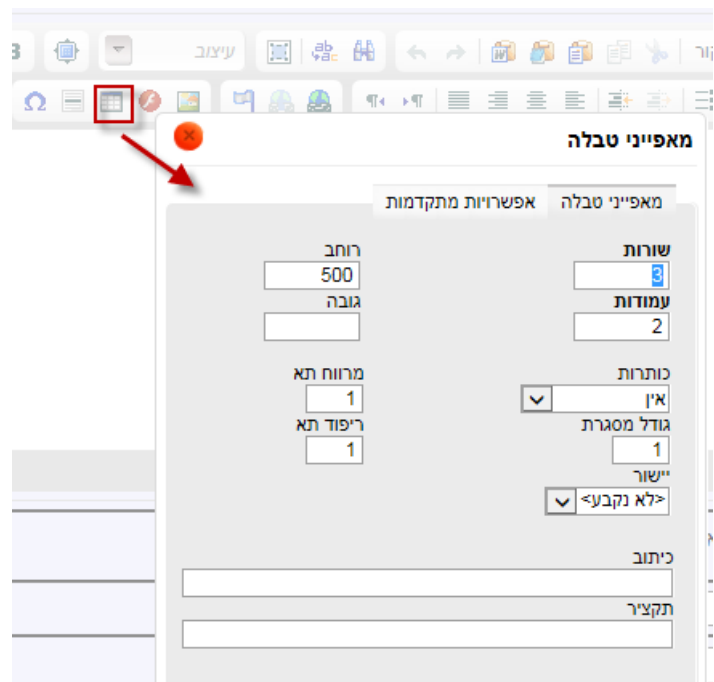 עיצוב
מאפייני טבלה
מאפייני טבלה אפשרויות מתקדמות
שורות רוחב
3 500
עמודות גובה
2
כותרות מרווח תא
אין 1
גודל מסגרת ריפוד תא
1 1
יישור
<לא נקבע>
כיתוב
תקציר